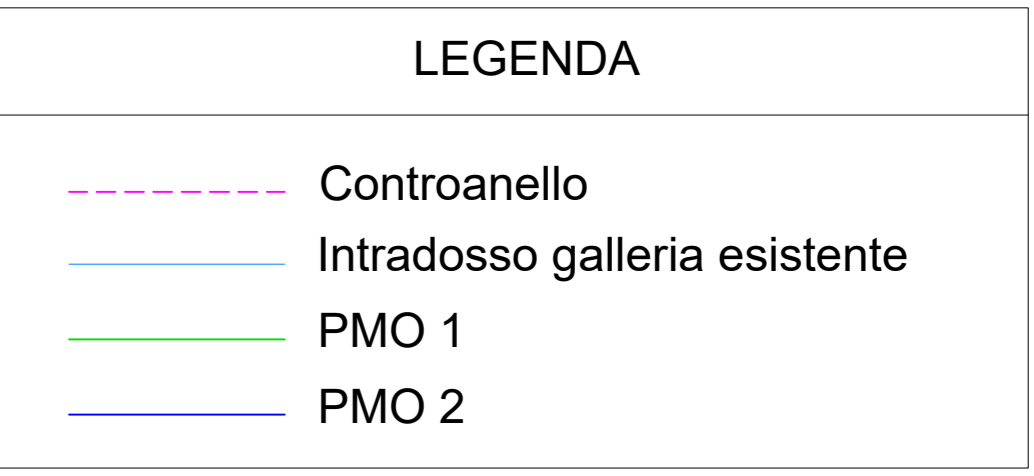 LEGENDA
Controanello
Intradosso galleria esistente
PMO 1
PMO 2